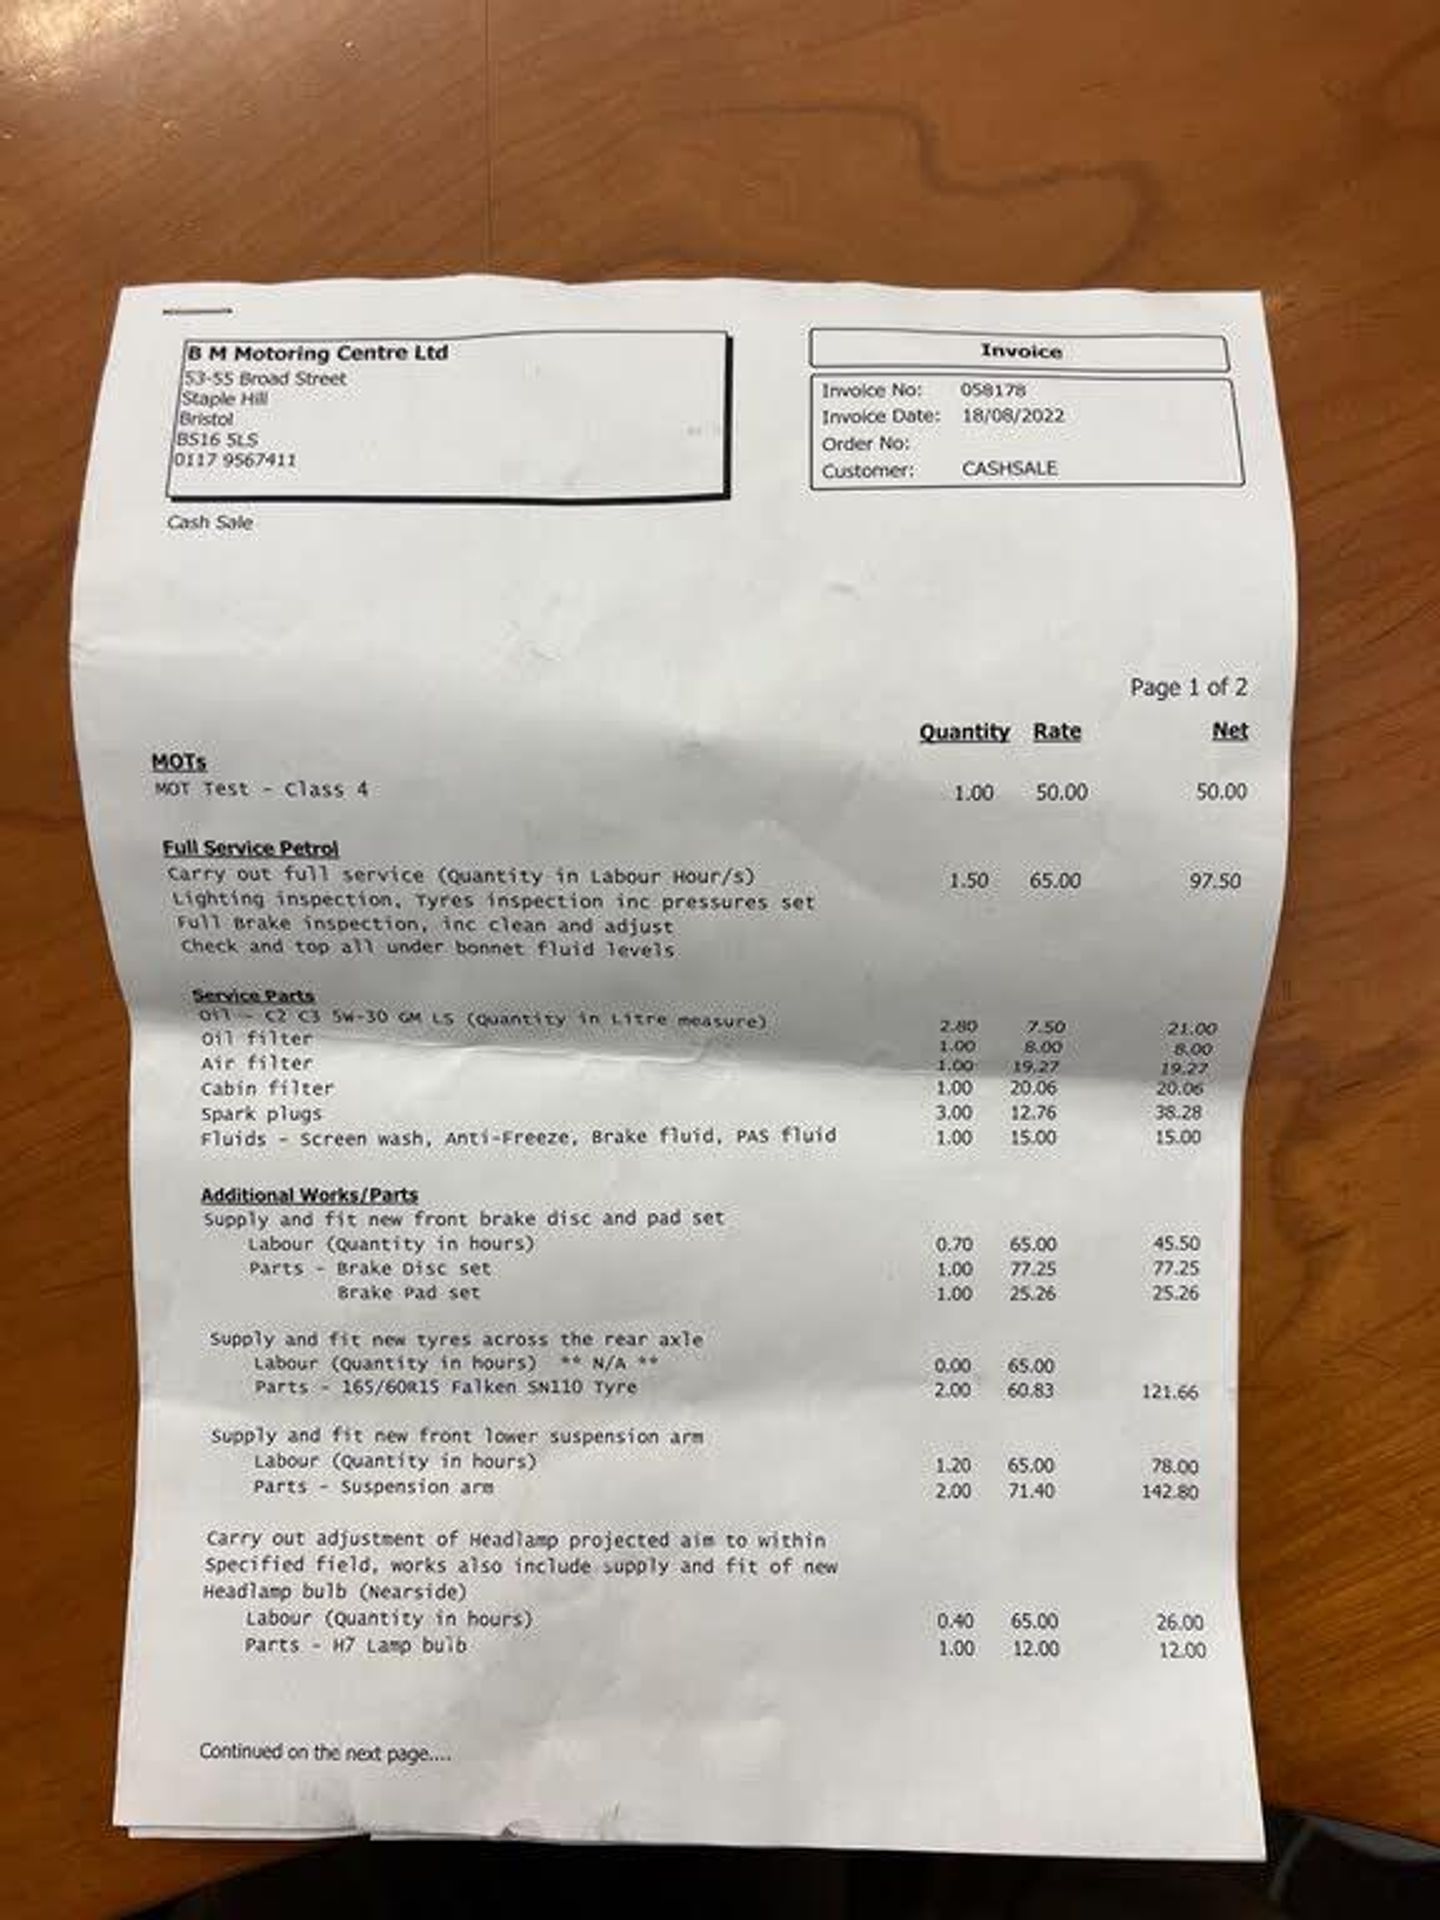 B M Motoring Centre Ltd
53-55 Broad Street
Staple Hill
Bristol
BS16 5LS
0117 9567411
Invoice
Invoice No: 058178
Invoice Date: 18/08/2022
Order No:
Customer: CASHSALE
Cash Sale
Page 1 of 2
Quantity Rate Net
MOTs
MOT Test - Class 4 1.00 50.00 50.00
Full Service Petrol
Carry out full service (Quantity in Labour Hour/s) 1.50 65.00 97.50
Lighting inspection, Tyres inspection inc pressures set
Full Brake inspection, inc clean and adjust
Check and top all under bonnet fluid levels
Service Parts
Oil - C2 C3 5W-30 GM LS (Quantity in Litre measure) 2.80 7.50 21.00
Oil filter 1.00 8.00 8.00
Air filter 1.00 19.27 19.27
Cabin filter 1.00 20.06 20.06
Spark plugs 3.00 12.76 38.28
Fluids - Screen wash, Anti-Freeze, Brake fluid, PAS fluid 1.00 15.00 15.00
Additional Works/Parts
Supply and fit new front brake disc and pad set
Labour (Quantity in hours) 0.70 65.00 45.50
Parts - Brake Disc set 1.00 77.25 77.25
Brake Pad set 1.00 25.26 25.26
Supply and fit new tyres across the rear axle
Labour (Quantity in hours) ** N/A ** 0.00 65.00
Parts - 165/60R15 Falken SN110 Tyre 2.00 60.83 121.66
Supply and fit new front lower suspension arm
Labour (Quantity in hours) 1.20 65.00 78.00
Parts - Suspension arm 2.00 71.40 142.80
Carry out adjustment of Headlamp projected aim to within
Specified field, works also include supply and fit of new
Headlamp bulb (Nearside)
Labour (Quantity in hours) 0.40 65.00 26.00
Parts - H7 Lamp bulb 1.00 12.00 12.00
Continued on the next page....